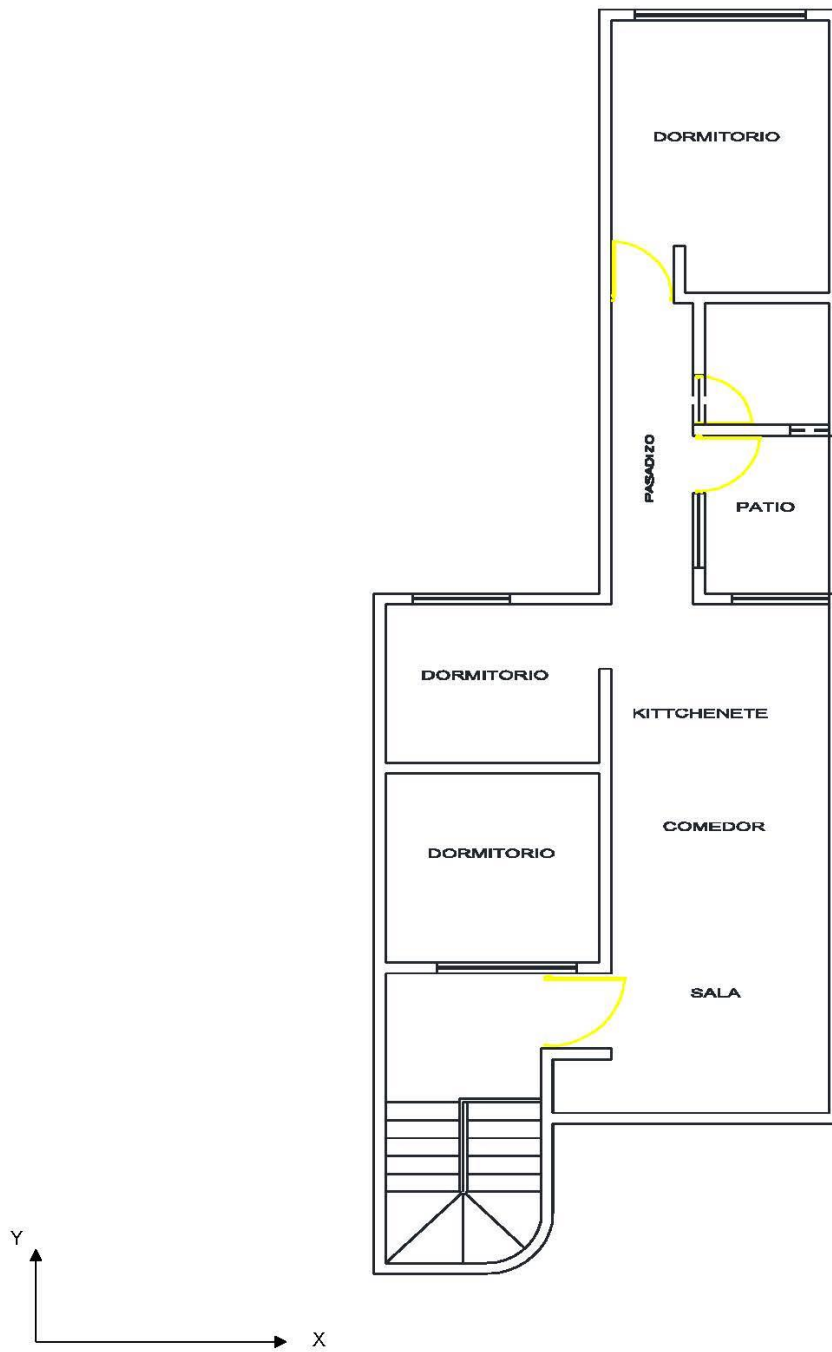 DORMITORIO
PASADIZO
PATIO
DORMITORIO
KITTCHENETE
COMEDOR
DORMITORIO
SALA
Y
X